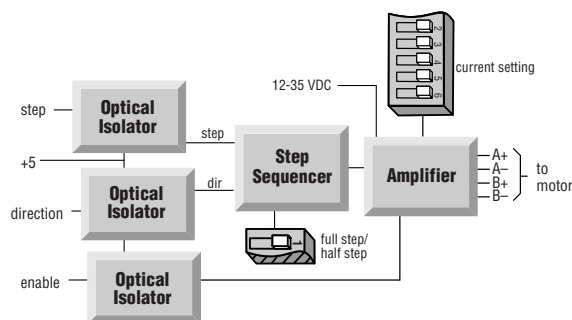 2
3
4
5
6
current setting
12-35 VDC
step
Optical
Isolator
step
+5
Step
Sequencer
Amplifier
A+
A–
B+
B–
to
motor
direction
Optical
Isolator
dir
1
full step/
half step
enable
Optical
Isolator